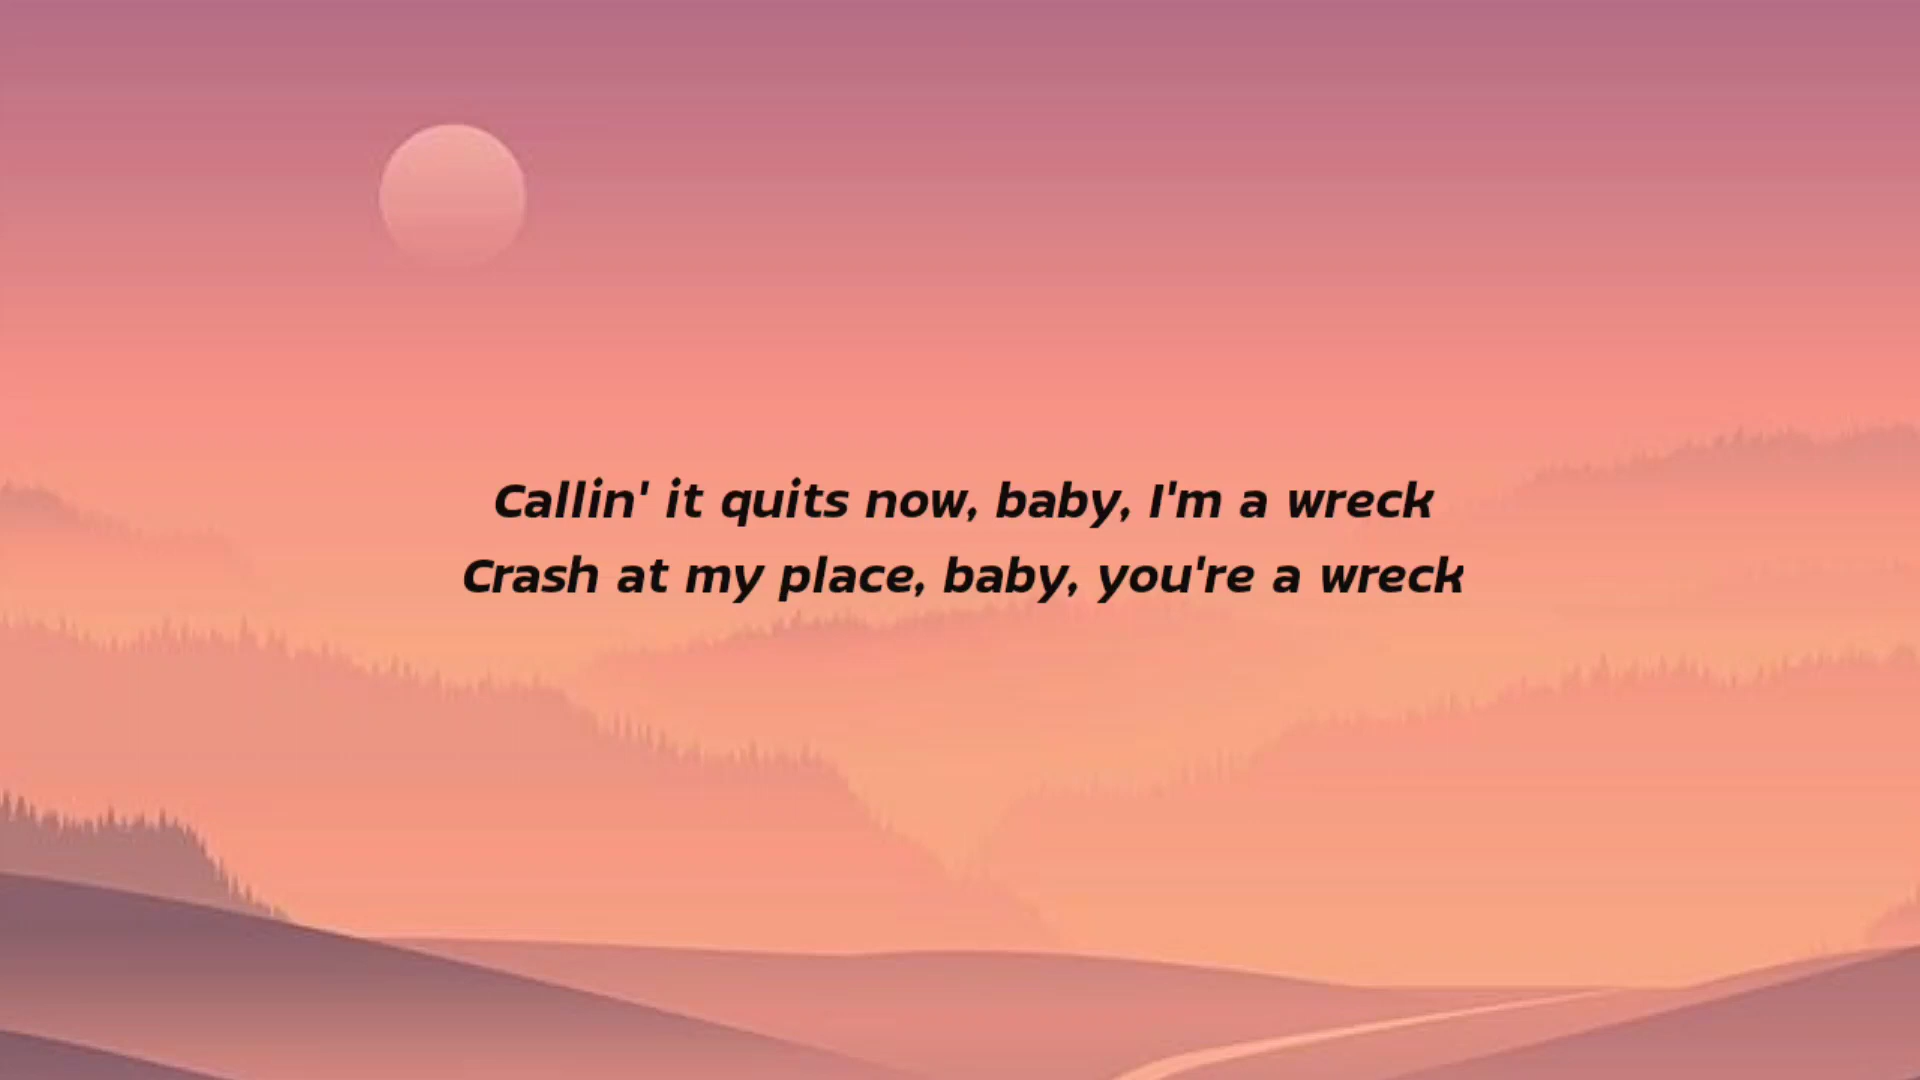 Callin' it quits now, baby, I'm a wreck
Crash at my place, baby, you're a wreck